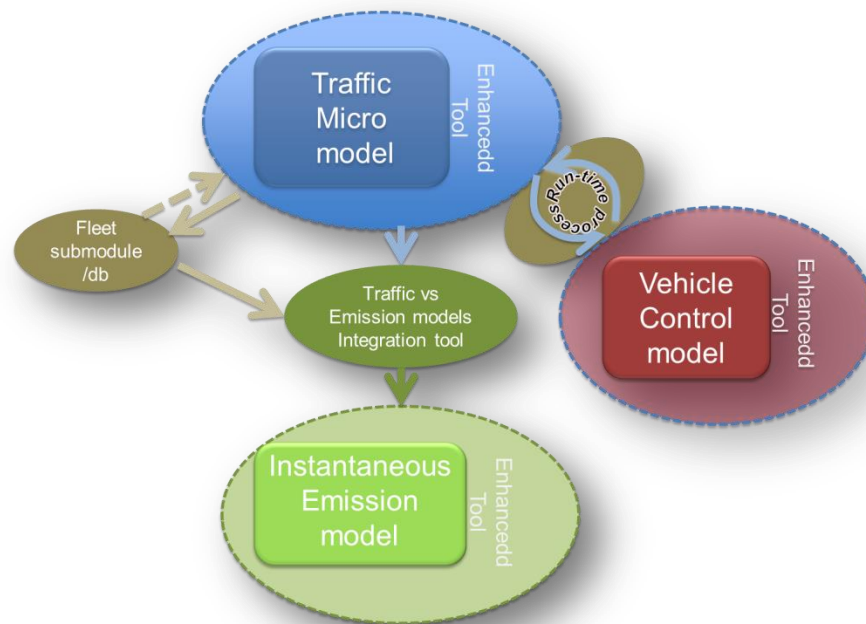 Traffic
Micro
model
Enhancedd
Tool
Run-time process
Fleet
submodule
/db
Traffic vs
Emission models
Integration tool
Vehicle
Control
model
Enhancedd
Tool
Instantaneous
Emission
model
Enhancedd
Tool